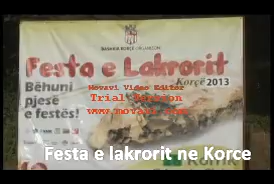 BASHKIA KORÇË
Festa e Lakrorit
Korçë 2013
Bëhuni
pjesë
e festës!
Movavi Video Editor
Trial Version
www.movavi.com
Festa e lakrorit ne Korce